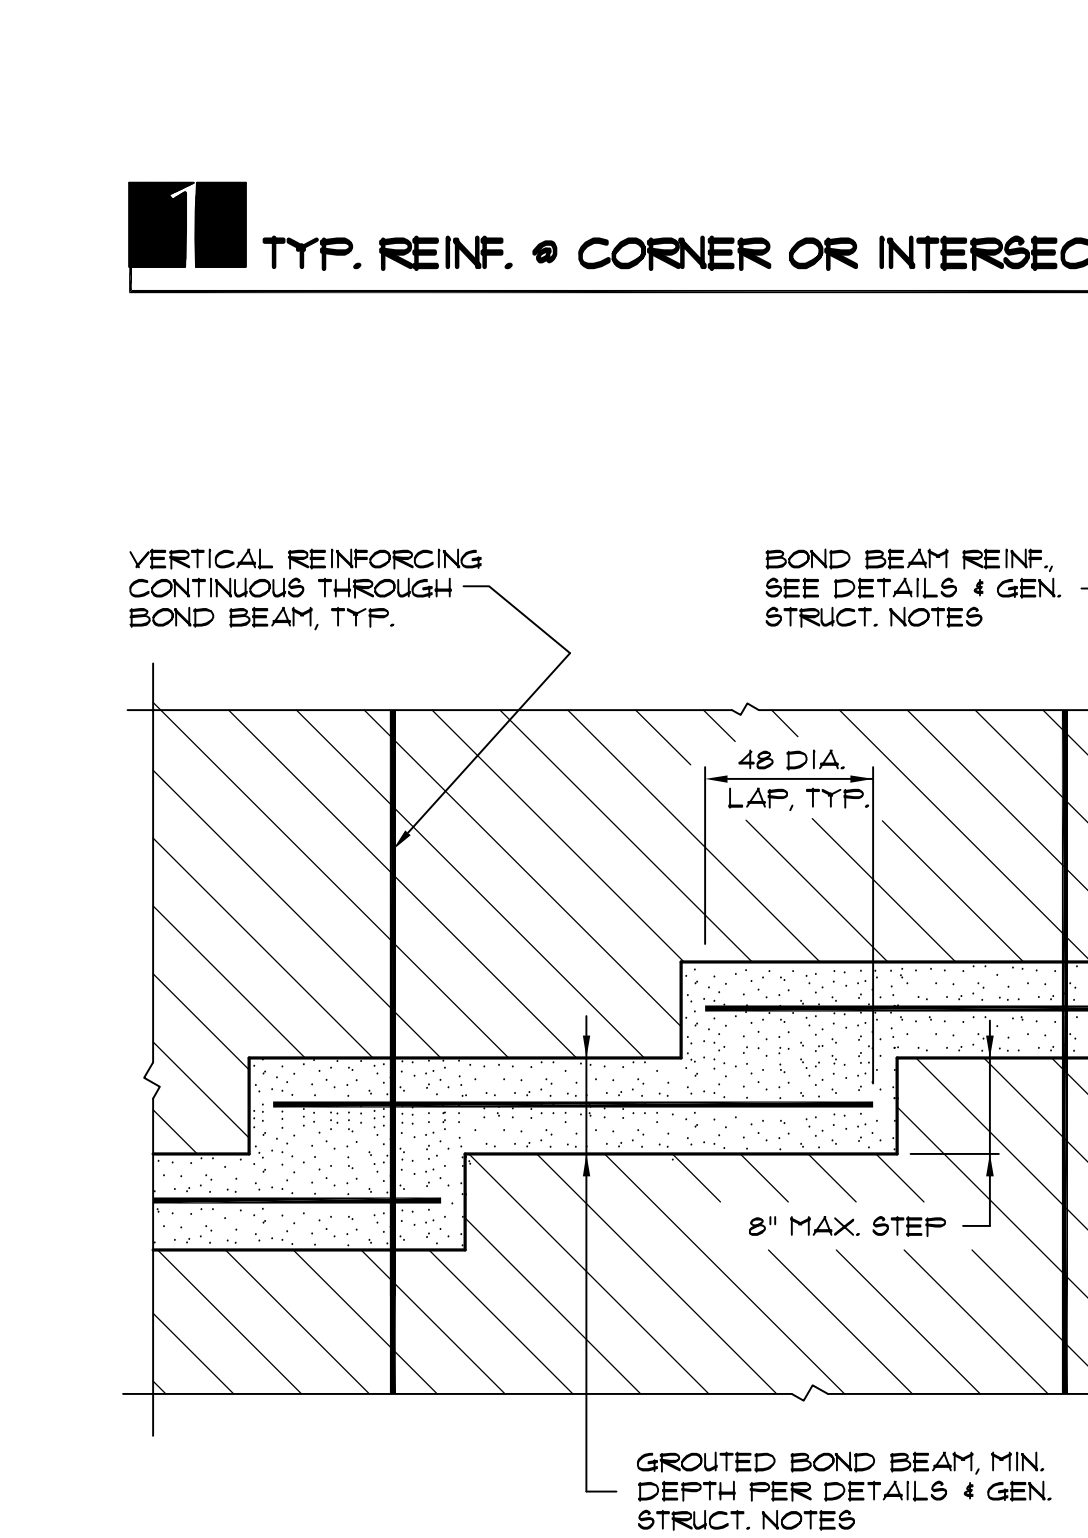 1
TYP. REINF. @ CORNER OR INTERSEC
VERTICAL REINFORCING
CONTINUOUS THROUGH
BOND BEAM, TYP.
BOND BEAM REINF.,
SEE DETAILS & GEN.
STRUCT. NOTES
48 DIA.
LAP, TYP.
8" MAX. STEP
GROUTED BOND BEAM, MIN.
DEPTH PER DETAILS & GEN.
STRUCT. NOTES